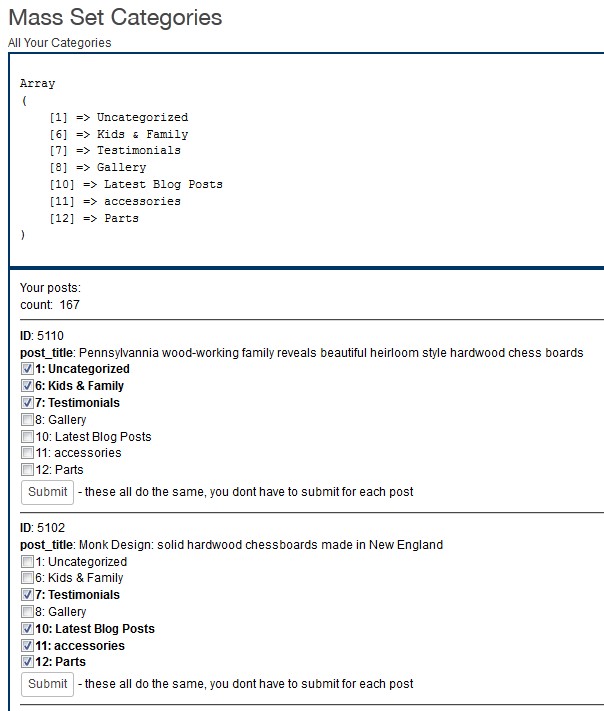 Mass Set Categories
All Your Categories
Array
(
[1] => Uncategorized
[6] => Kids & Family
[7] => Testimonials
[8] => Gallery
[10] => Latest Blog Posts
[11] => accessories
[12] => Parts
)
Your posts:
count: 167
ID: 5110
post_title: Pennsylvannia wood-working family reveals beautiful heirloom style hardwood chess boards
1: Uncategorized
6: Kids & Family
7: Testimonials
8: Gallery
10: Latest Blog Posts
11: accessories
12: Parts
Submit - these all do the same, you dont have to submit for each post
ID: 5102
post_title: Monk Design: solid hardwood chessboards made in New England
1: Uncategorized
6: Kids & Family
7: Testimonials
8: Gallery
10: Latest Blog Posts
11: accessories
12: Parts
Submit - these all do the same, you dont have to submit for each post